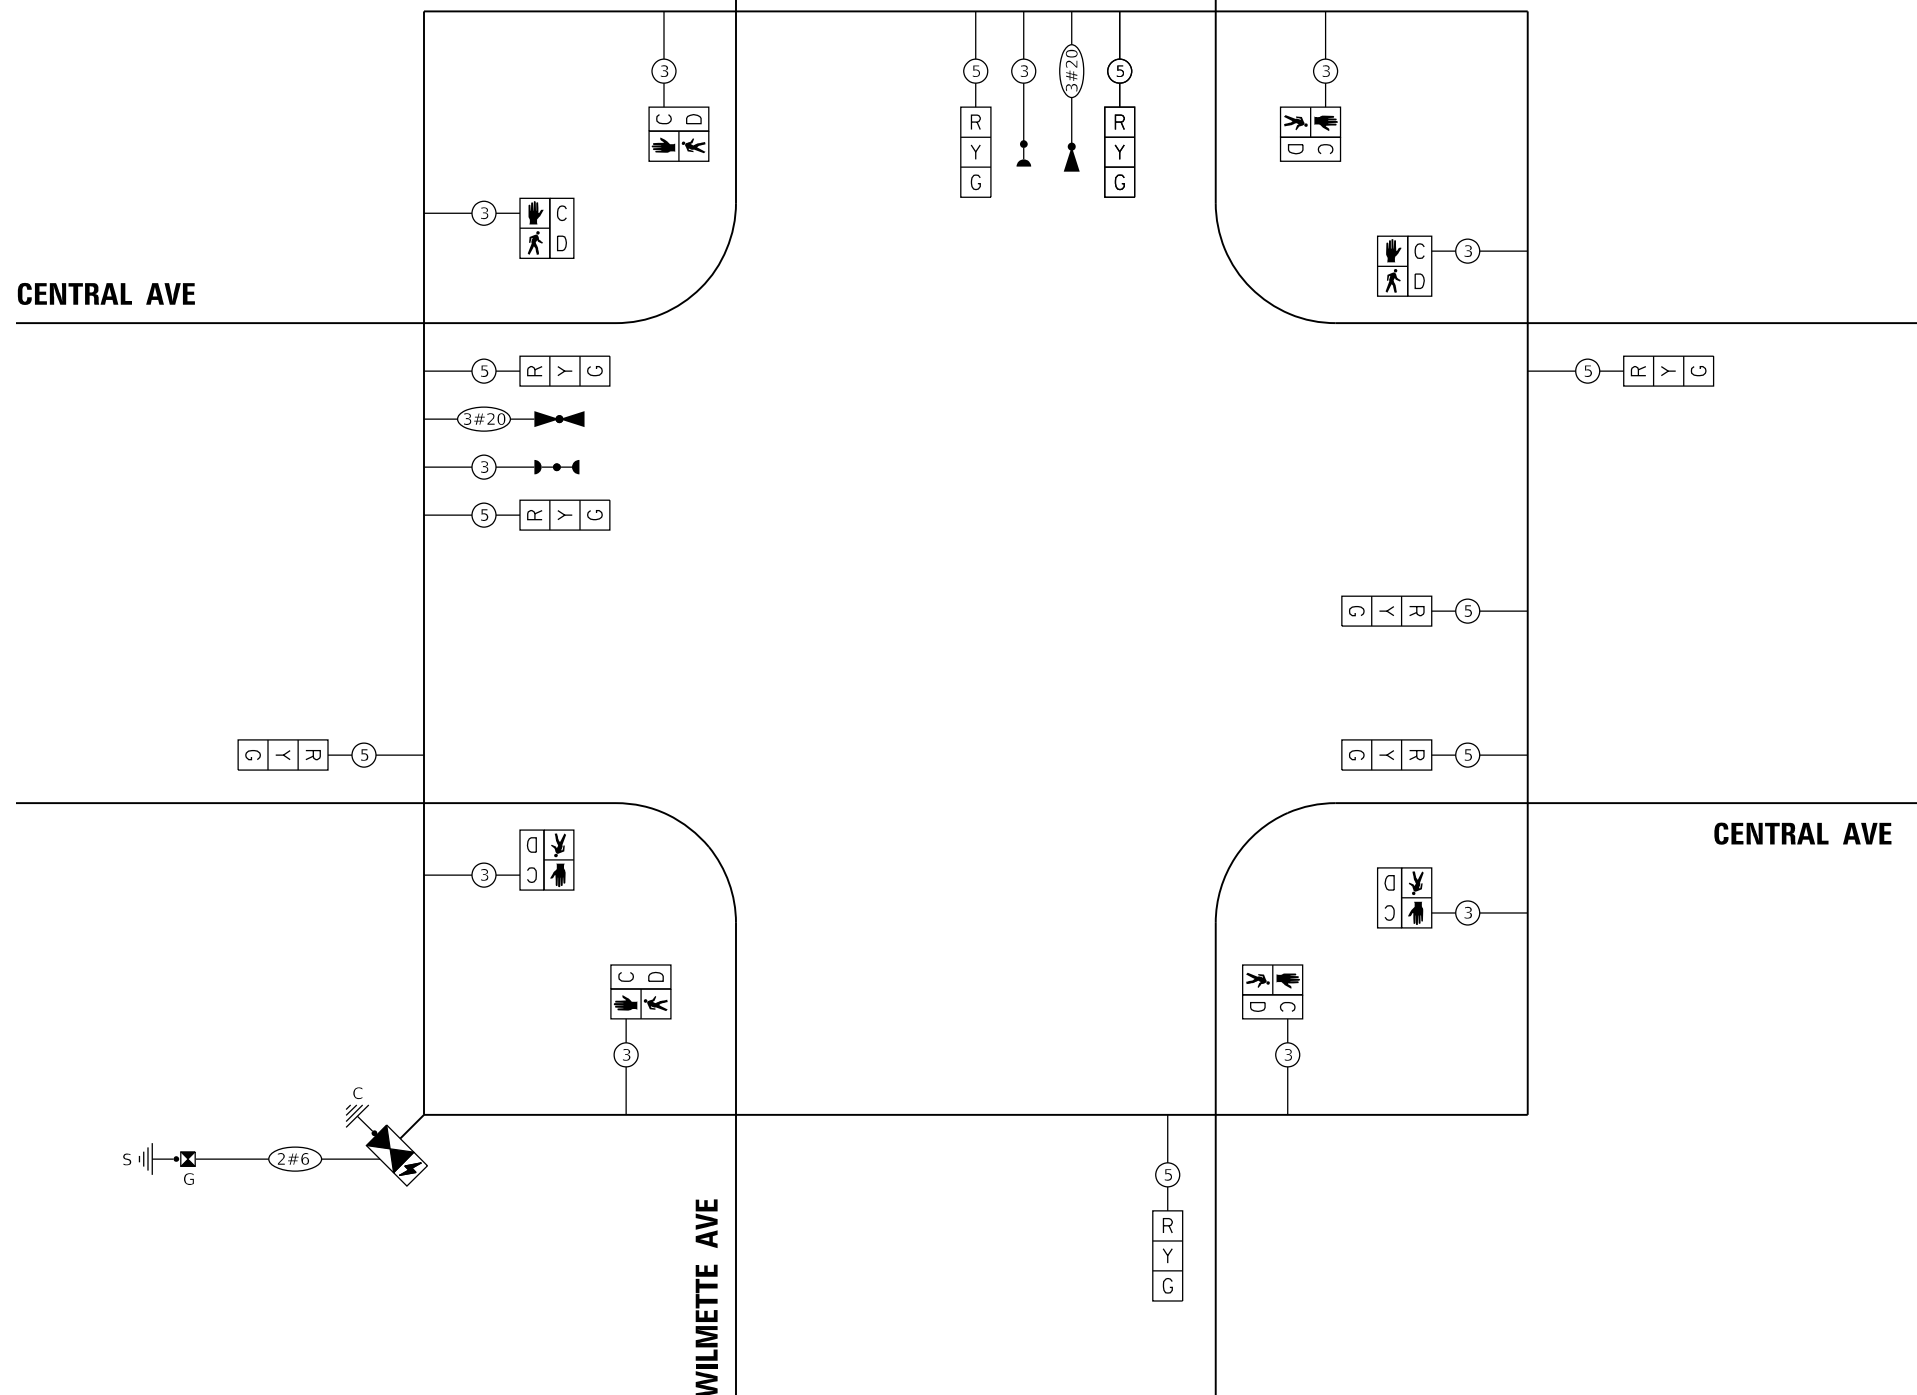 3 5 3 3#20 5 3
C D R R
Y Y D C
G G
3 C
D
C 3
D
CENTRAL AVE
5 R Y G 5 R Y G
3#20
3
5 R Y G
G Y R 5
G Y R 5 G Y R 5
CENTRAL AVE
D
3 C
D
C 3
C D
D C
3 3
C
S 2#6
G
5
R
Y
G
WILMETTE AVE